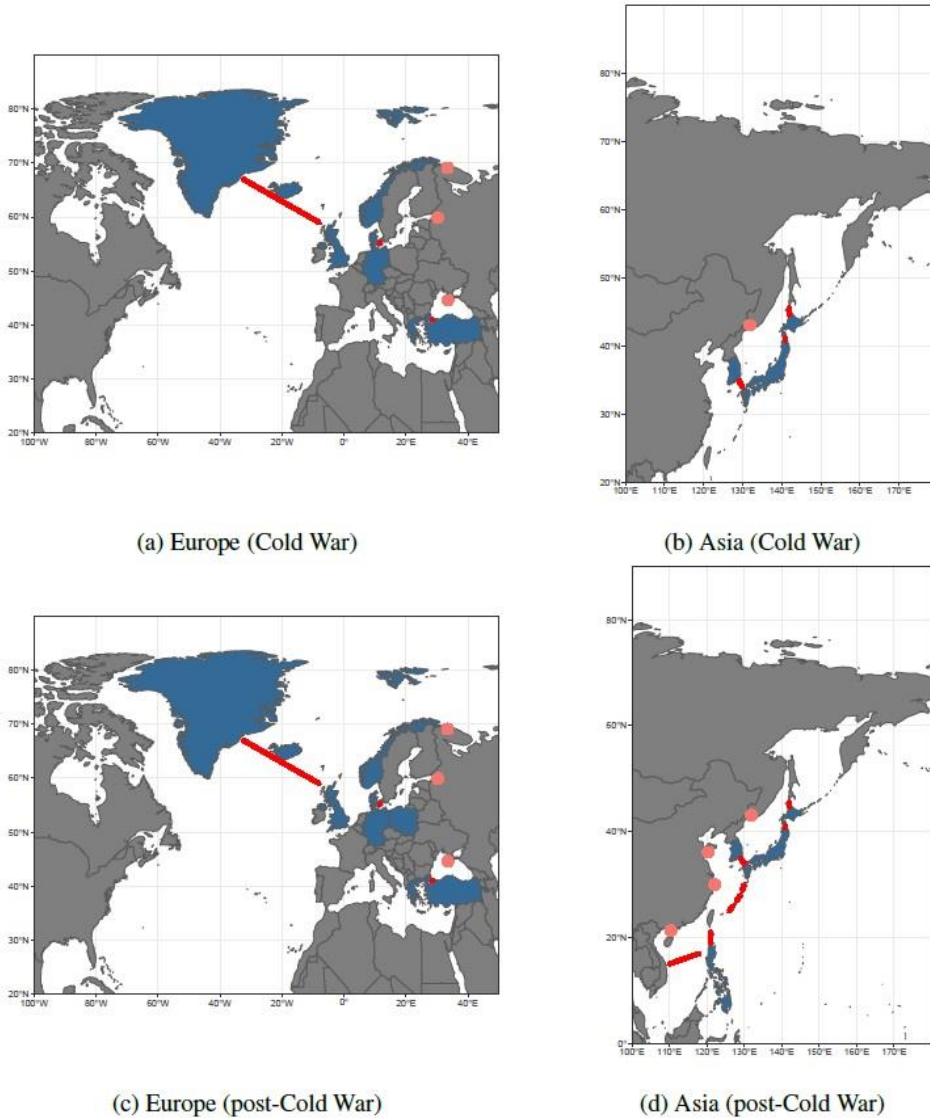 80°N
70°N
60°N
50°N
40°N
30°N
20°N
100°W 80°W 60°W 40°W 20°W 0° 20°E 40°E
(a) Europe (Cold War)
80°N
70°N
60°N
50°N
40°N
30°N
20°N
100°E 110°E 120°E 130°E 140°E 150°E 160°E 170°E
(b) Asia (Cold War)
80°N
70°N
60°N
50°N
40°N
30°N
20°N
100°W 80°W 60°W 40°W 20°W 0° 20°E 40°E
(c) Europe (post-Cold War)
80°N
60°N
40°N
20°N
0°
100°E 110°E 120°E 130°E 140°E 150°E 160°E 170°E
(d) Asia (post-Cold War)